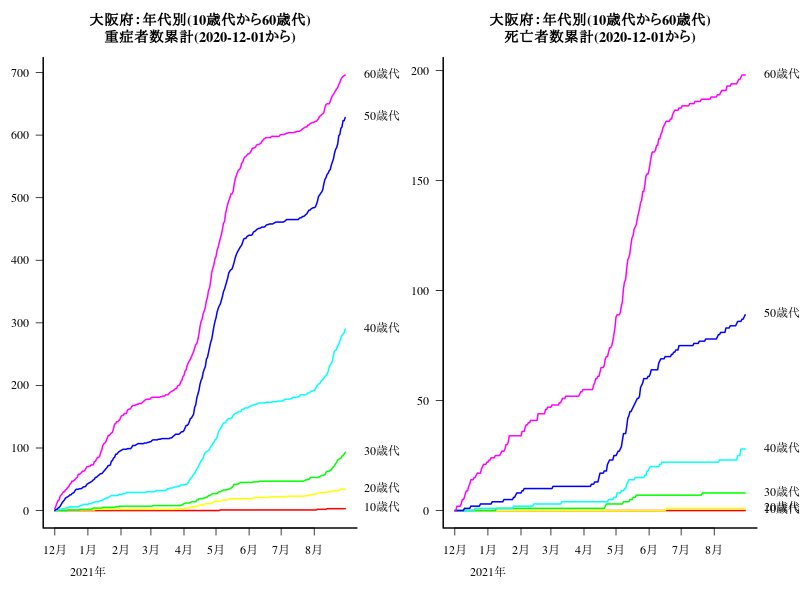 大阪府：年代別(10歳代から60歳代)
重症者数累計(2020-12-01から)
700
600
500
400
300
200
100
0
60歳代
50歳代
40歳代
30歳代
20歳代
10歳代
12月 1月 2月 3月 4月 5月 6月 7月 8月
2021年
大阪府：年代別(10歳代から60歳代)
死亡者数累計(2020-12-01から)
200
150
100
50
0
60歳代
50歳代
40歳代
30歳代
20歳代
10歳代
12月 1月 2月 3月 4月 5月 6月 7月 8月
2021年